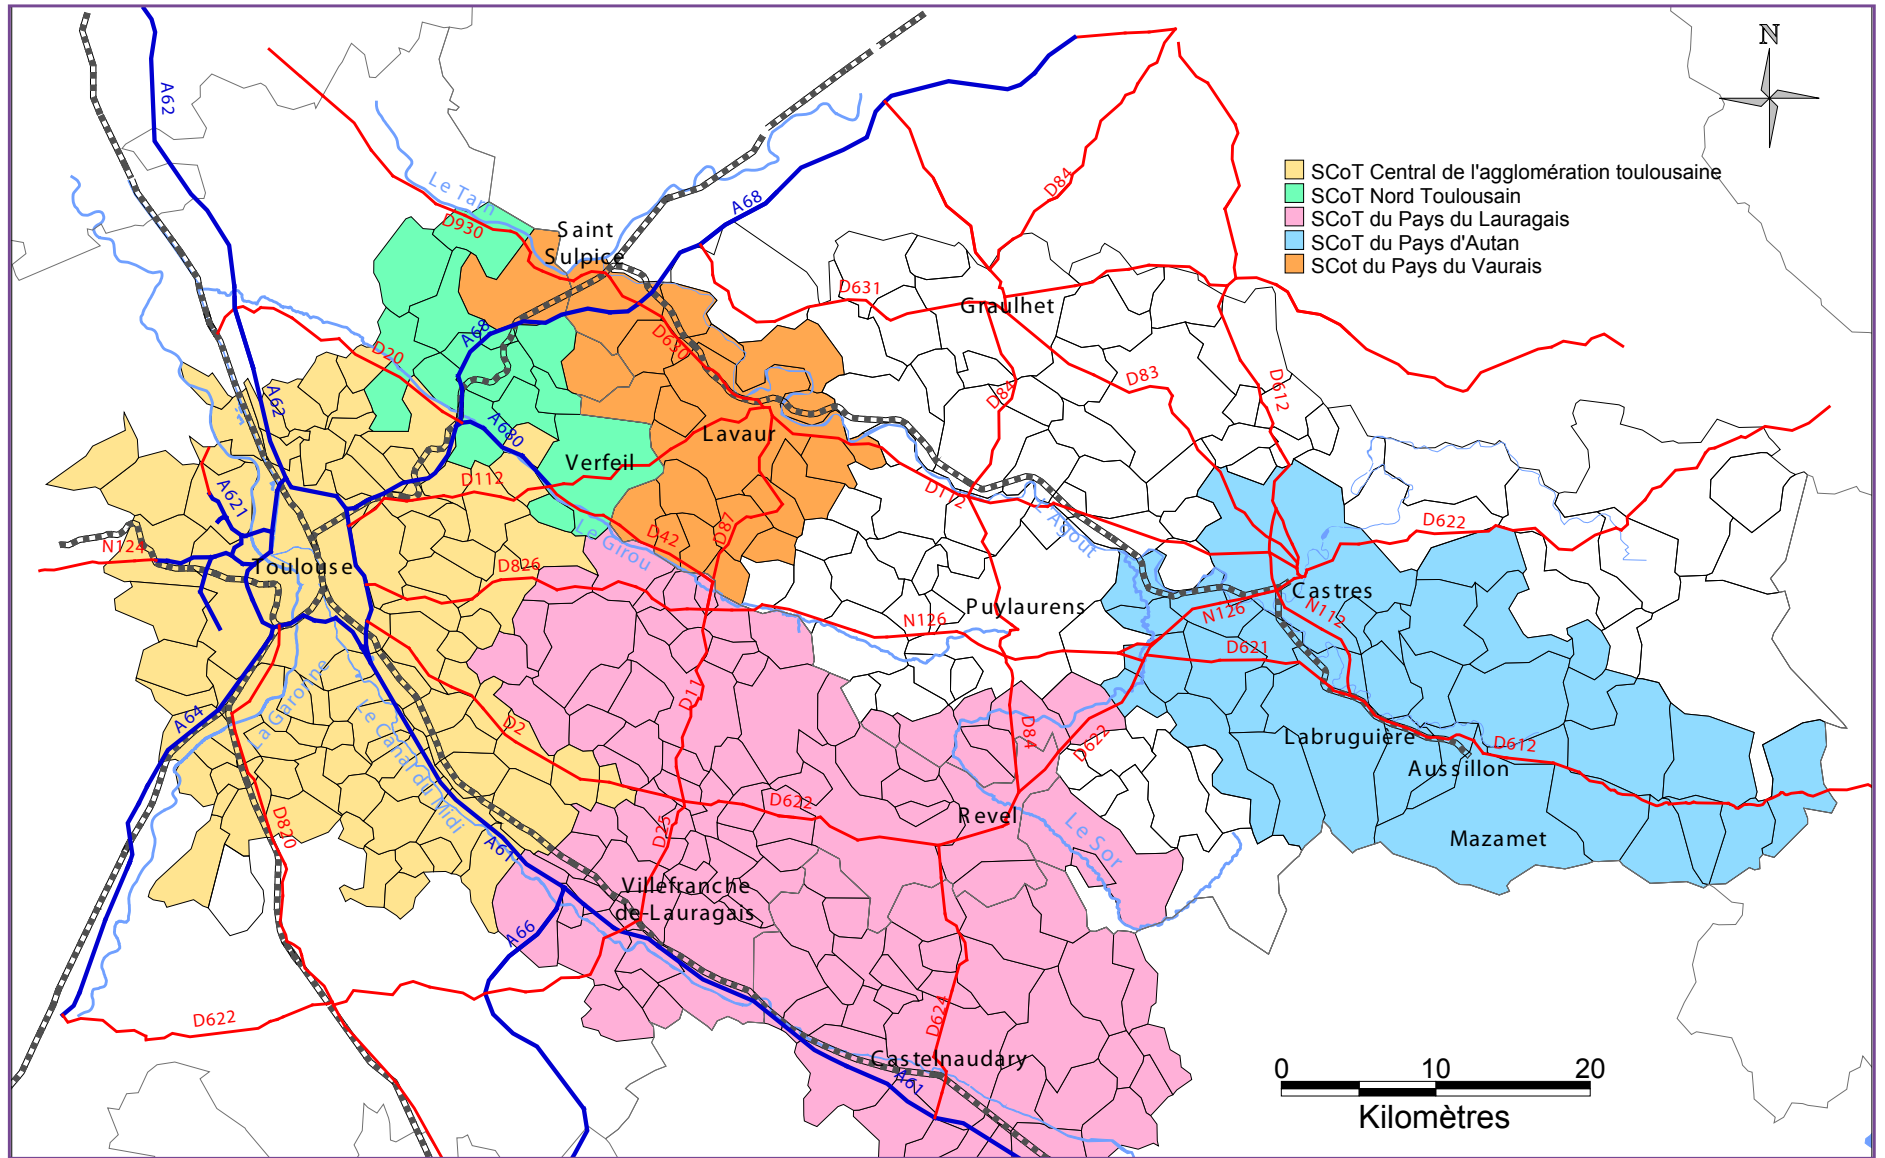 N
A62
SCoT Central de l'agglomération toulousaine
SCoT Nord Toulousain
SCoT du Pays du Lauragais
SCoT du Pays d'Autan
SCot du Pays du Vaurais
Le Tarn
D930
Saint
Sulpice
A68
D84
D631
Graulhet
A68
D630
D20
A62
D84
D83
D612
A680
Lavaur
Verfeil
D112
A621
D112
D87
D42
Le Girou
L'Agout
D622
N124
Toulouse
D826
Puylaurens
N126
Castres
N126
N112
D621
La Garonne
Le Canal du Midi
A64
D2
D11
D84
D622
Labruguière
D612
Aussillon
D820
D622
D25
Revel
Le Sor
Mazamet
A61
Villefranche
de-Lauragais
A66
D622
D624
Castelnaudary
A61
0 10 20
Kilomètres